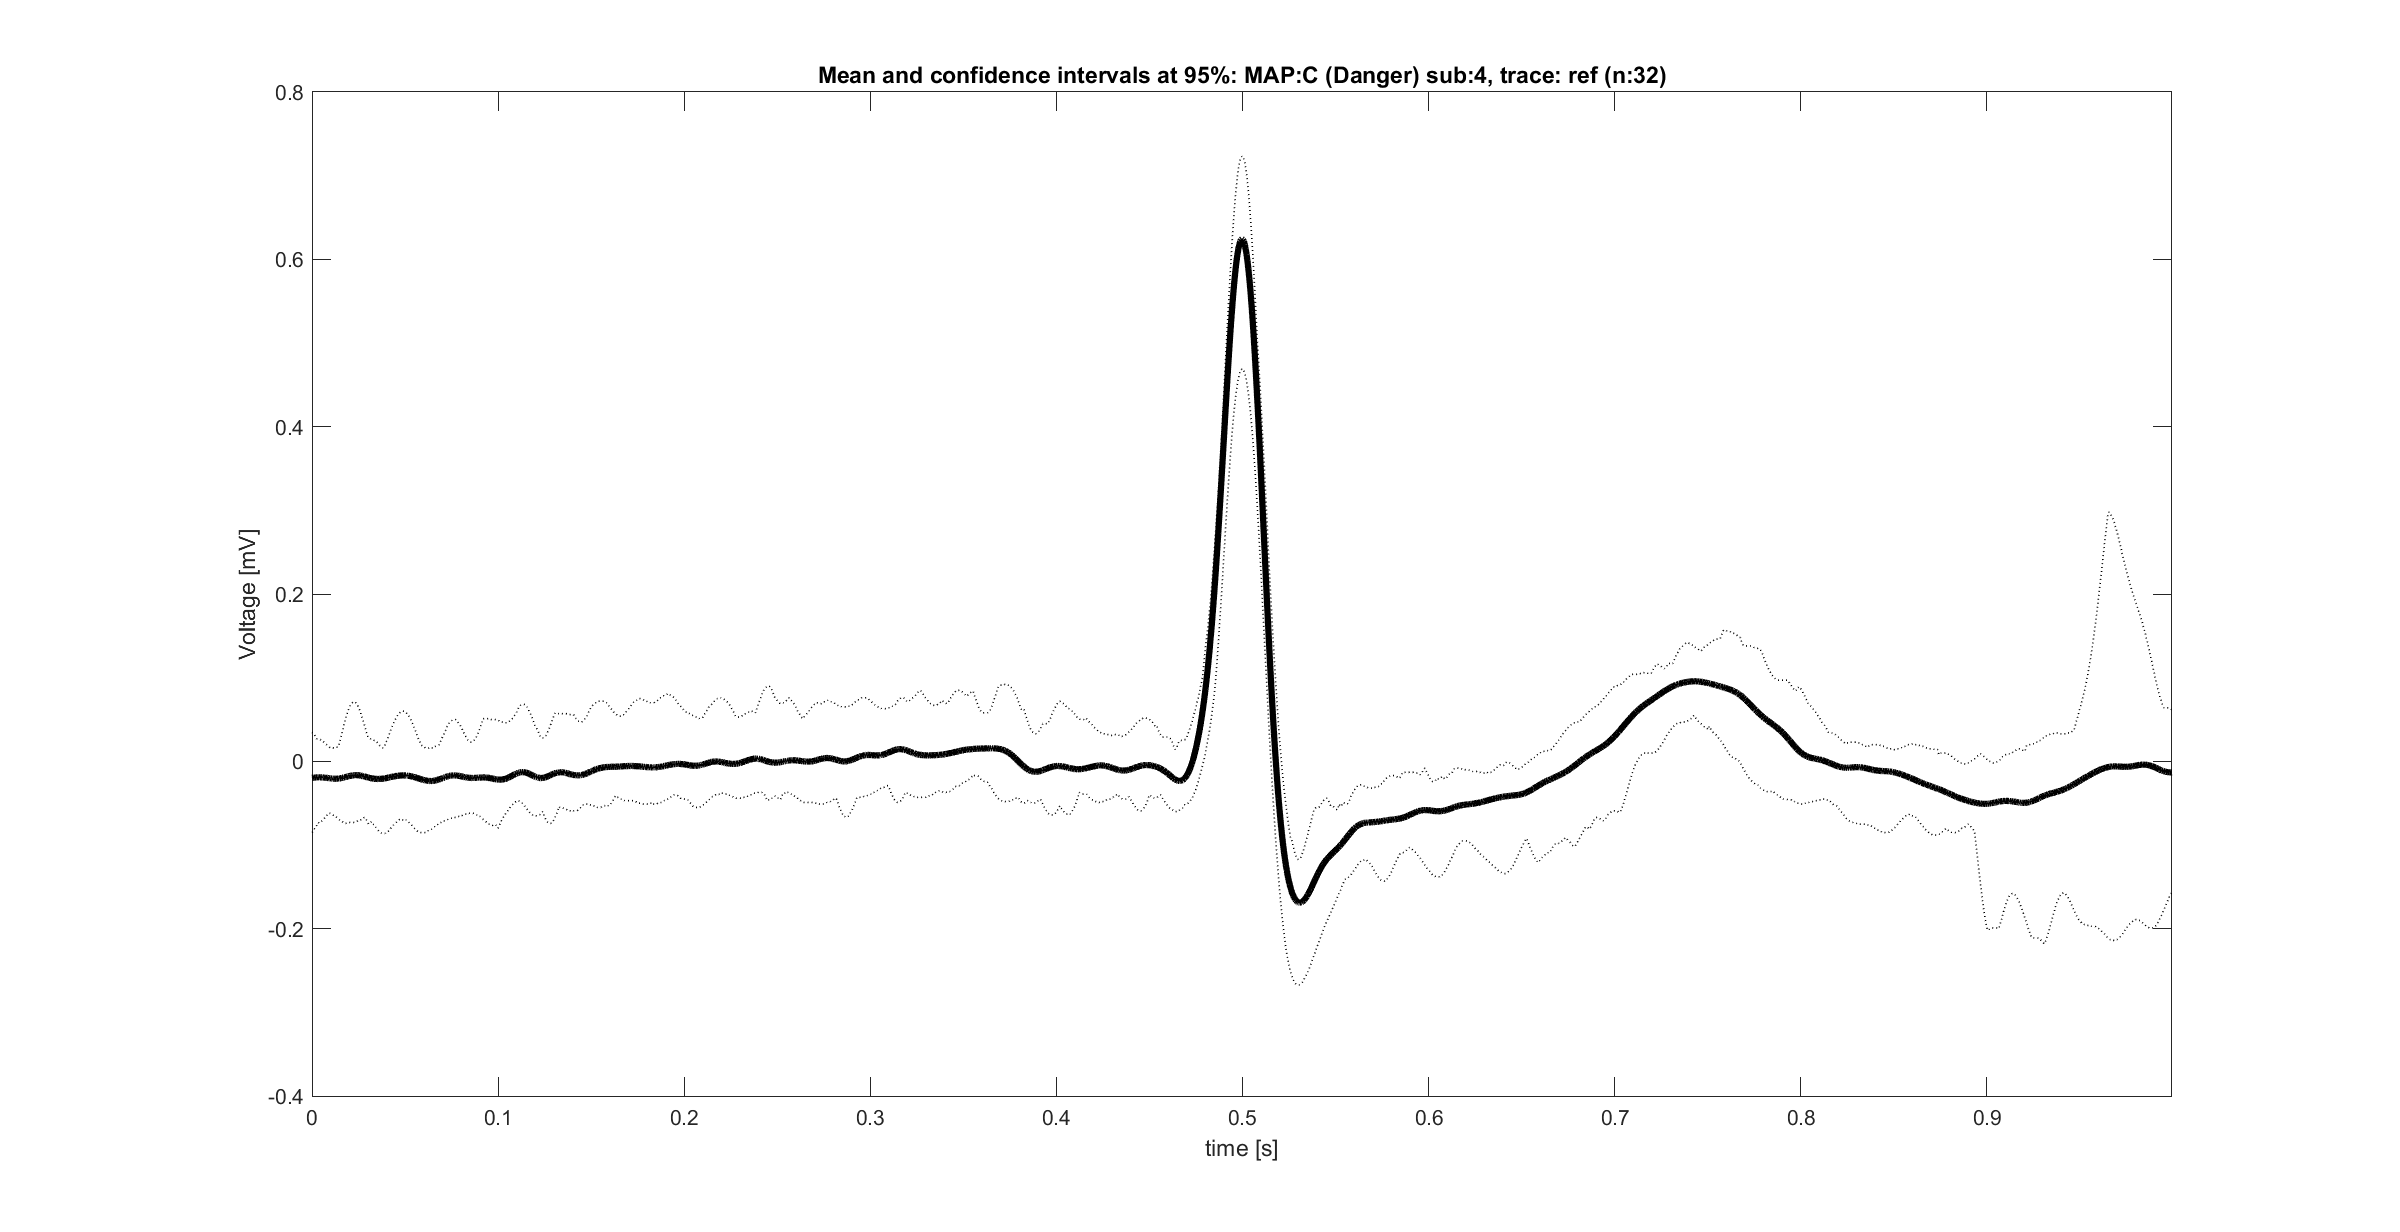 Mean and confidence intervals at 95%: MAP:C (Danger) sub:4, trace: ref (n:32)
0.8
0.6
0.4
0.2
0
-0.2
-0.4
Voltage [mV]
0 0.1 0.2 0.3 0.4 0.5 0.6 0.7 0.8 0.9
time [s]